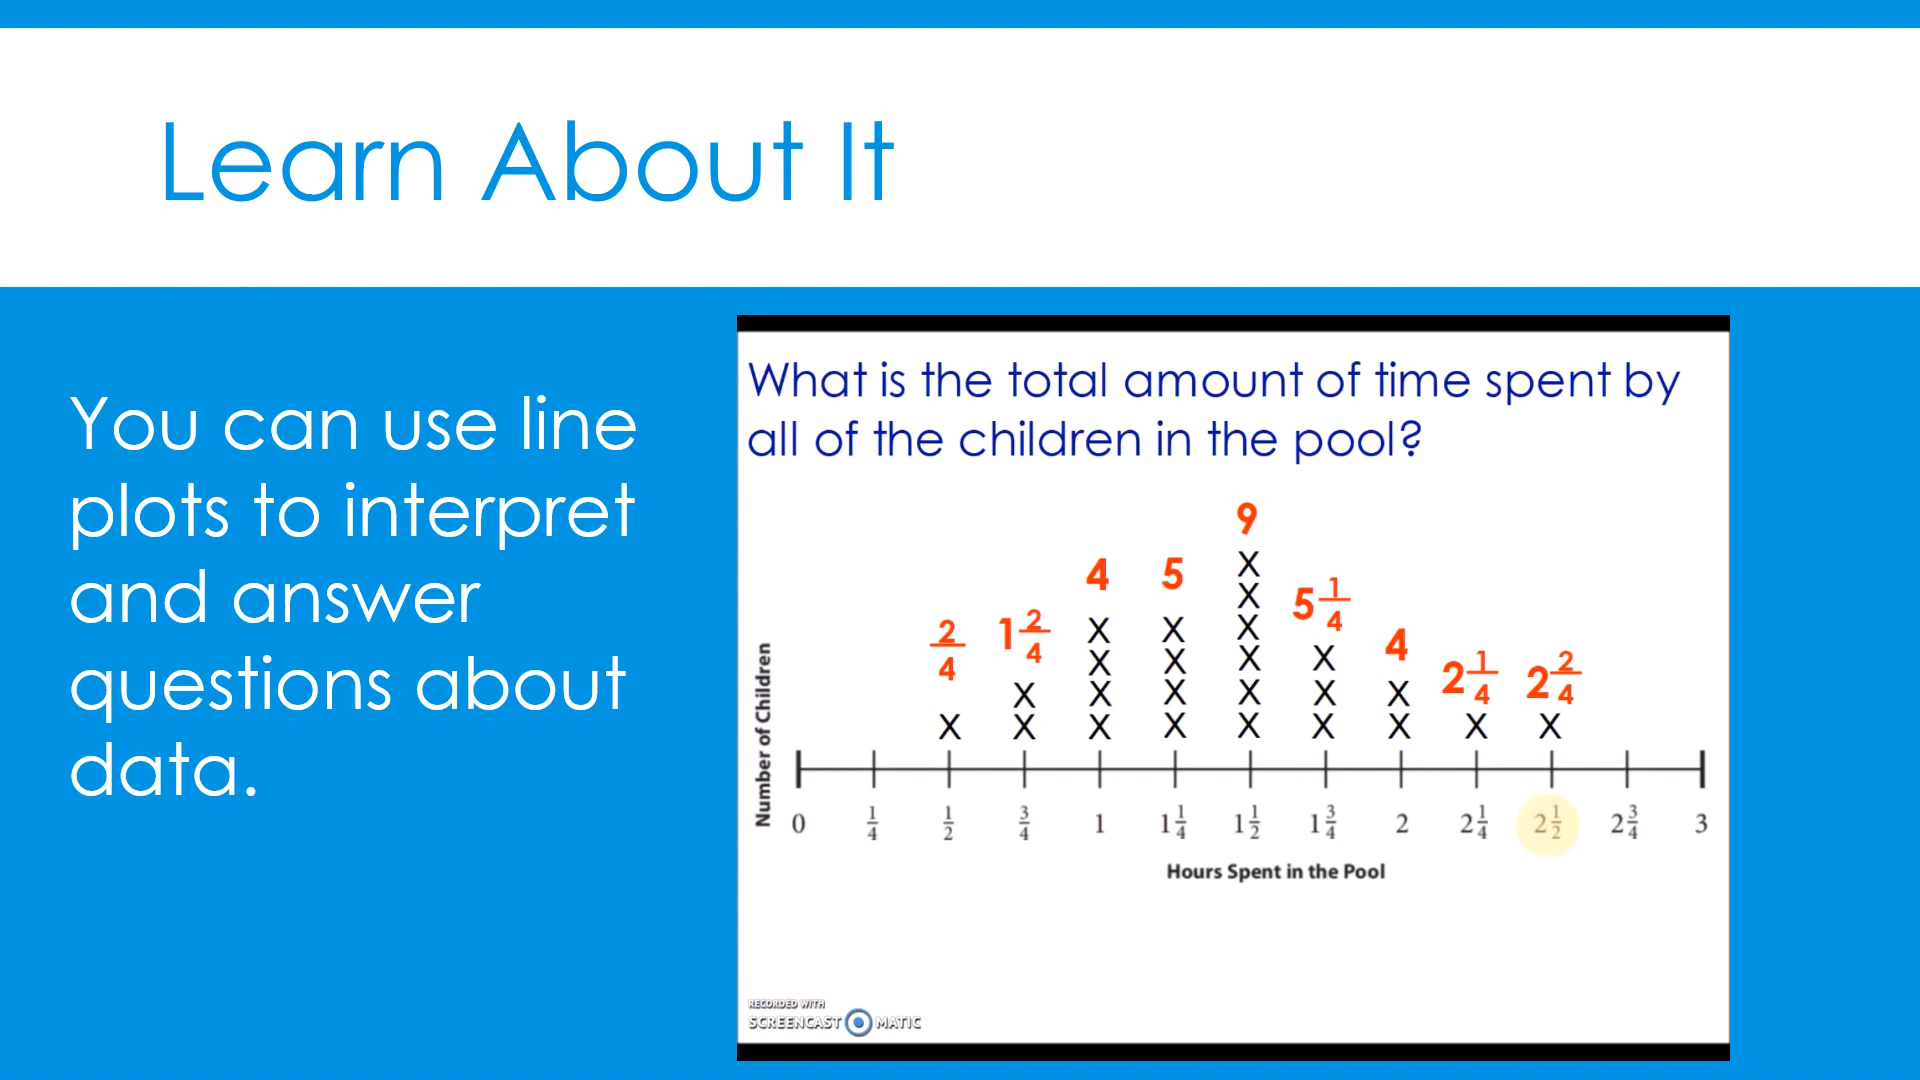 Learn About It
You can use line
plots to interpret
and answer
questions about
data.
What is the total amount of time spent by
all of the children in the pool?
9
4 5
5 1/4
2/4 1 2/4
4
2 1/4 2 2/4
X
X
X X X
X X X X
X X X X X X
X X X X X X X X X
Number of Children
0 1/4 1/2 3/4 1 1 1/4 1 1/2 1 3/4 2 2 1/4 2 1/2 2 3/4 3
Hours Spent in the Pool
RECORDED WITH
SCREENCAST MATIC